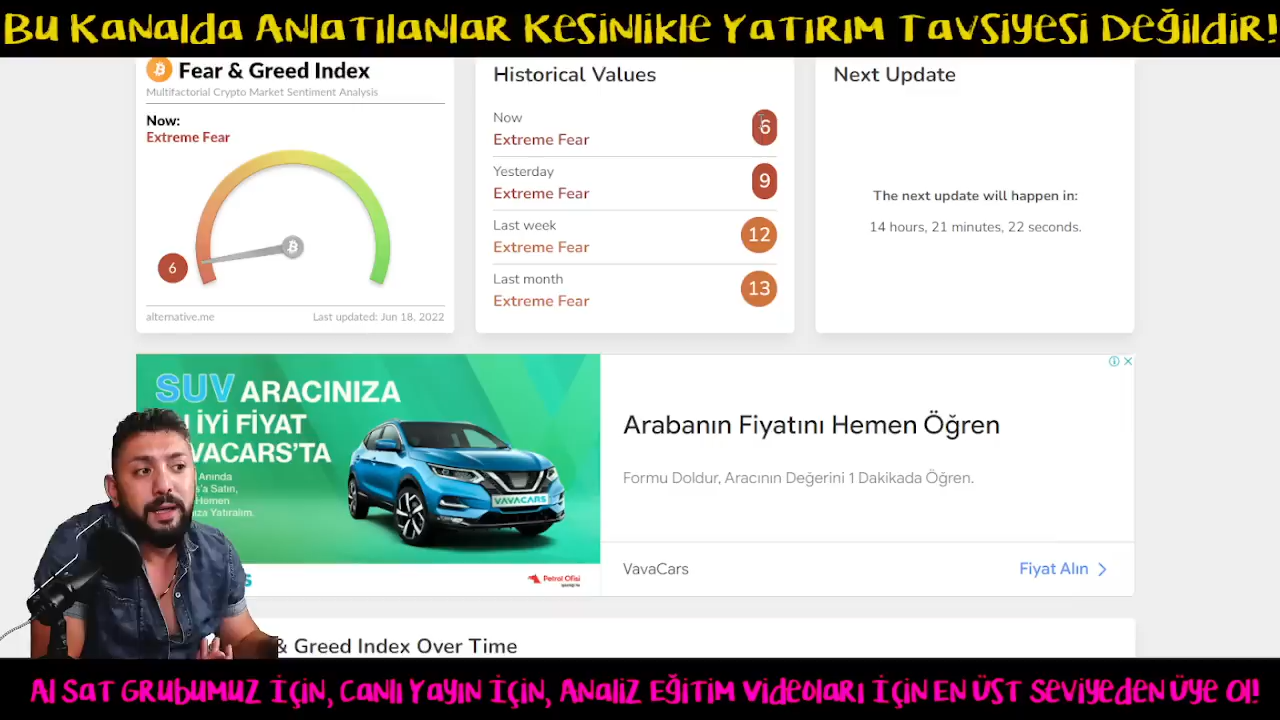 Bu Kanalda Anlatılanlar Kesinlikle Yatırım Tavsiyesi Değildir!
Fear & Greed Index
Multifactorial Crypto Market Sentiment Analysis
Now:
Extreme Fear
6
alternative.me
Last updated: Jun 18, 2022
Historical Values
Now
Extreme Fear
6
Yesterday
Extreme Fear
9
Last week
Extreme Fear
12
Last month
Extreme Fear
13
Next Update
The next update will happen in:
14 hours, 21 minutes, 22 seconds.
SUV ARACINIZA
İYİ FİYAT
VACARS'TA
Anında
Satın,
Hemen
Yatıralım.
VAVACARS
Petrol Ofisi
Arabanın Fiyatını Hemen Öğren
Formu Doldur, Aracının Değerini 1 Dakikada Öğren.
VavaCars
Fiyat Alın
& Greed Index Over Time
Al Sat Grubumuz İçin, Canlı Yayın İçin, Analiz Eğitim Videoları İçin En Üst Seviyeden Üye Ol!